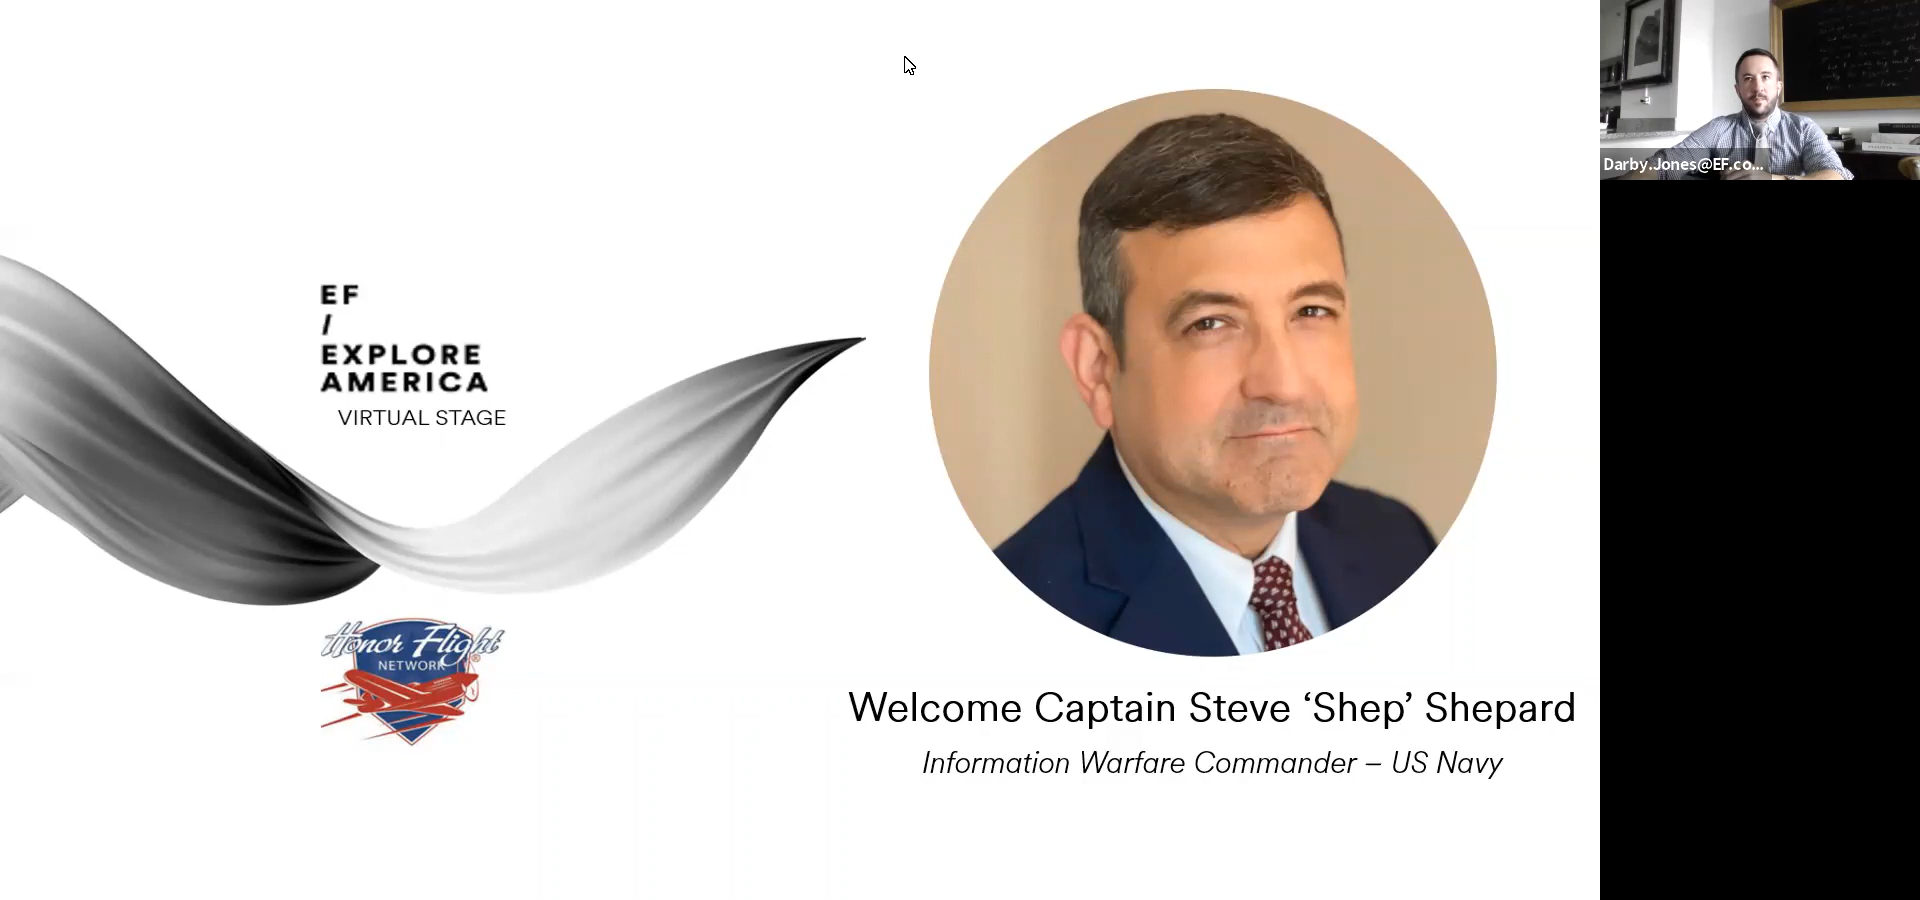 EF
/
EXPLORE
AMERICA
VIRTUAL STAGE
Honor Flight
NETWORK
®
Welcome Captain Steve ‘Shep’ Shepard
Information Warfare Commander – US Navy
Darby.Jones@EF.co...